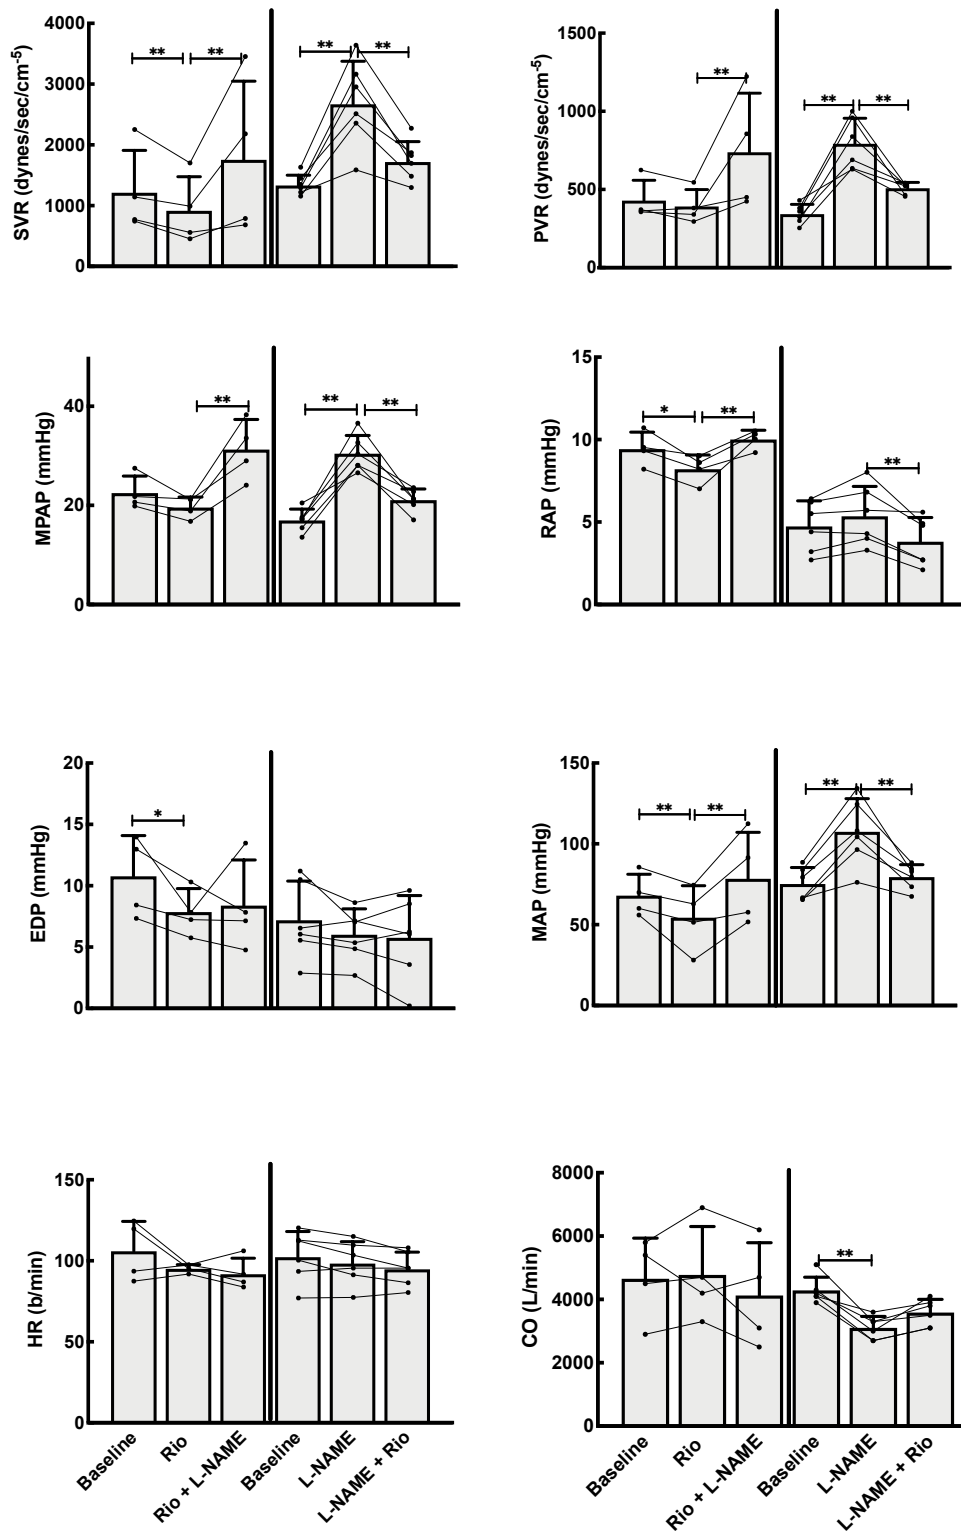 SVR (dynes/sec/cm-5)
4000
3000
2000
1000
0
** ** ** **
PVR (dynes/sec/cm-5)
1500
1000
500
0
** ** **
MPAP (mmHg)
40
20
0
** ** **
RAP (mmHg)
15
10
5
0
* ** **
EDP (mmHg)
20
15
10
5
0
*
MAP (mmHg)
150
100
50
0
** ** ** **
HR (b/min)
150
100
50
0
Baseline
Rio
Rio + L-NAME
Baseline
L-NAME
L-NAME + Rio
CO (L/min)
8000
6000
4000
2000
0
**
Baseline
Rio
Rio + L-NAME
Baseline
L-NAME
L-NAME + Rio